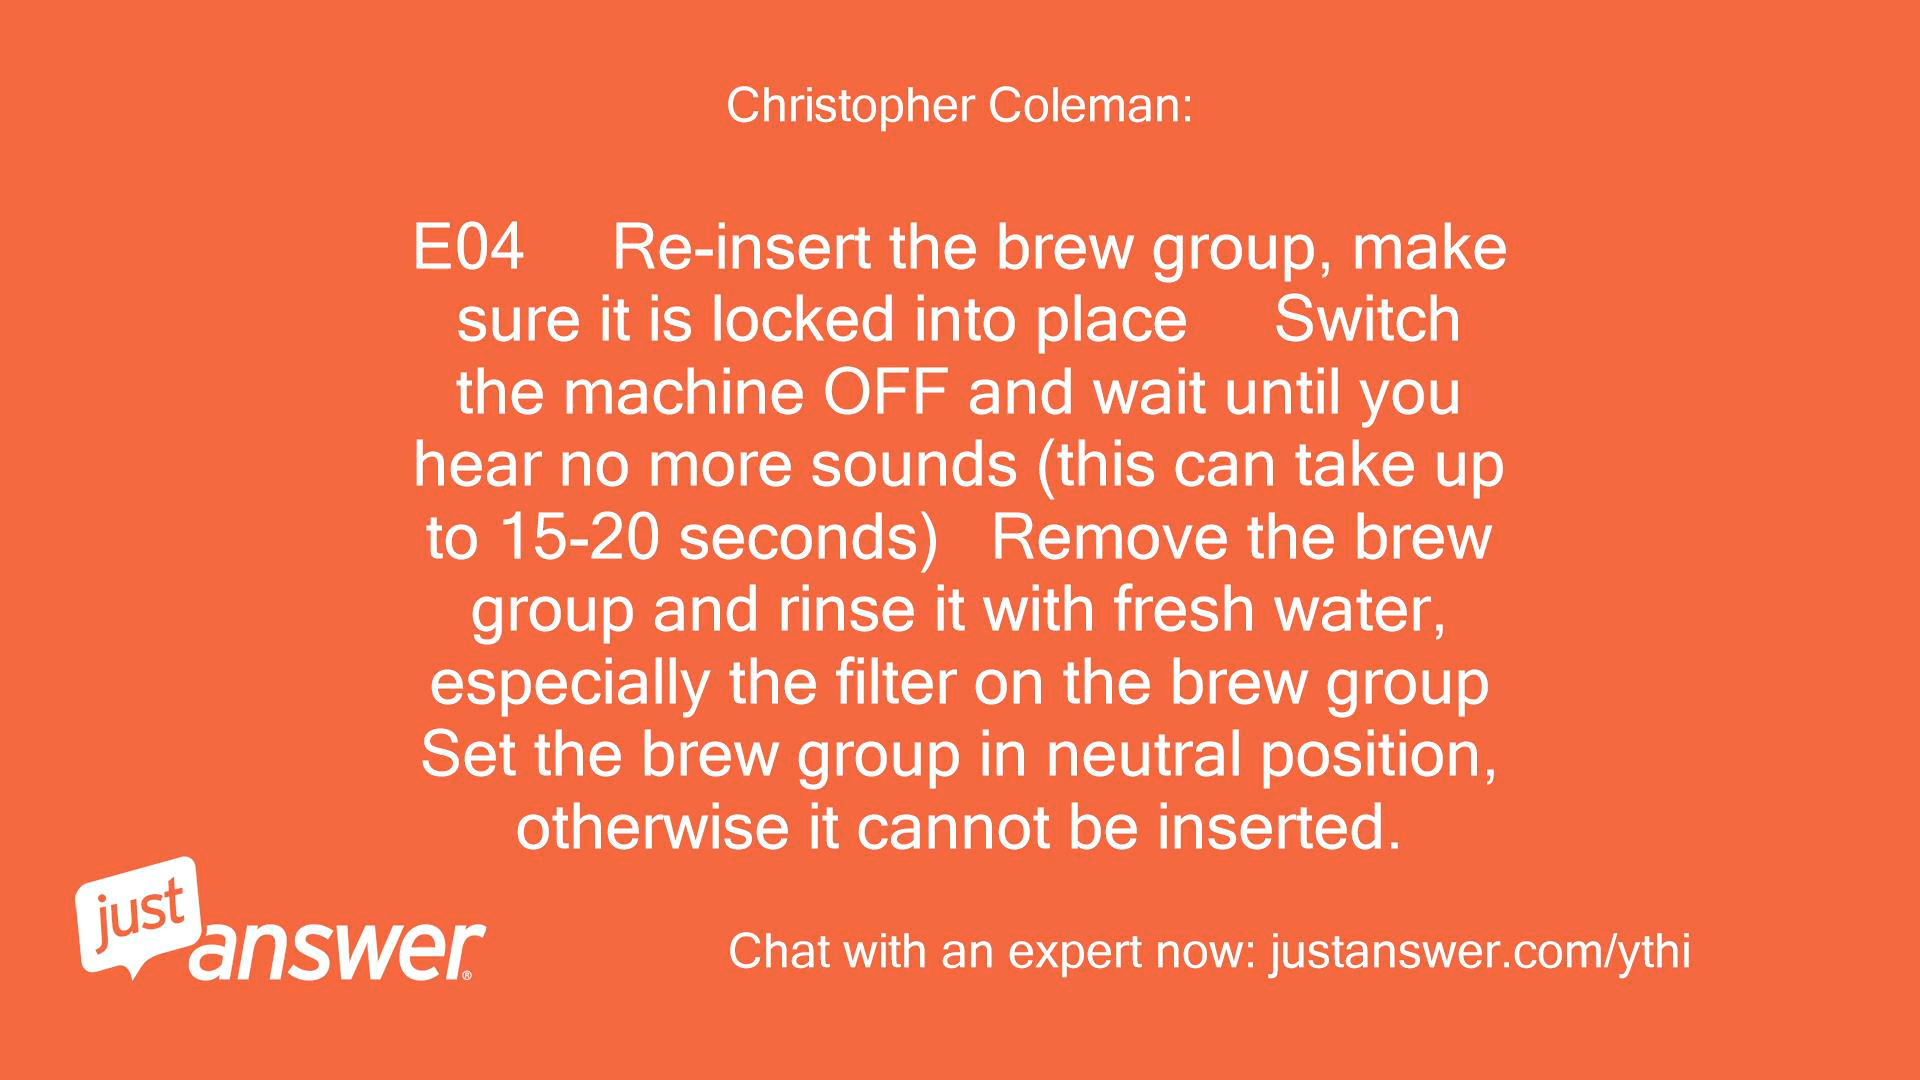 Christopher Coleman:
E04     Re-insert the brew group, make
sure it is locked into place     Switch
the machine OFF and wait until you
hear no more sounds (this can take up
to 15-20 seconds)   Remove the brew
group and rinse it with fresh water,
especially the filter on the brew group
Set the brew group in neutral position,
otherwise it cannot be inserted.
just
answer®
Chat with an expert now: justanswer.com/ythi